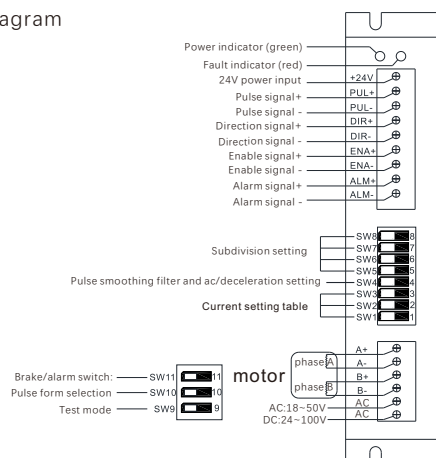 agram
Power indicator (green)
Fault indicator (red)
24V power input +24V
Pulse signal+ PUL+
Pulse signal - PUL-
Direction signal+ DIR+
Direction signal - DIR-
Enable signal+ ENA+
Enable signal - ENA-
Alarm signal+ ALM+
Alarm signal - ALM-
SW8 8
Subdivision setting SW7 7
SW6 6
SW5 5
Pulse smoothing filter and ac/deceleration setting SW4 4
SW3 3
Current setting table SW2 2
SW1 1
A+
phase A A-
motor B+
phase B B-
AC:18~50V AC
DC:24~100V AC
Brake/alarm switch: SW11 11
Pulse form selection SW10 10
Test mode SW9 9